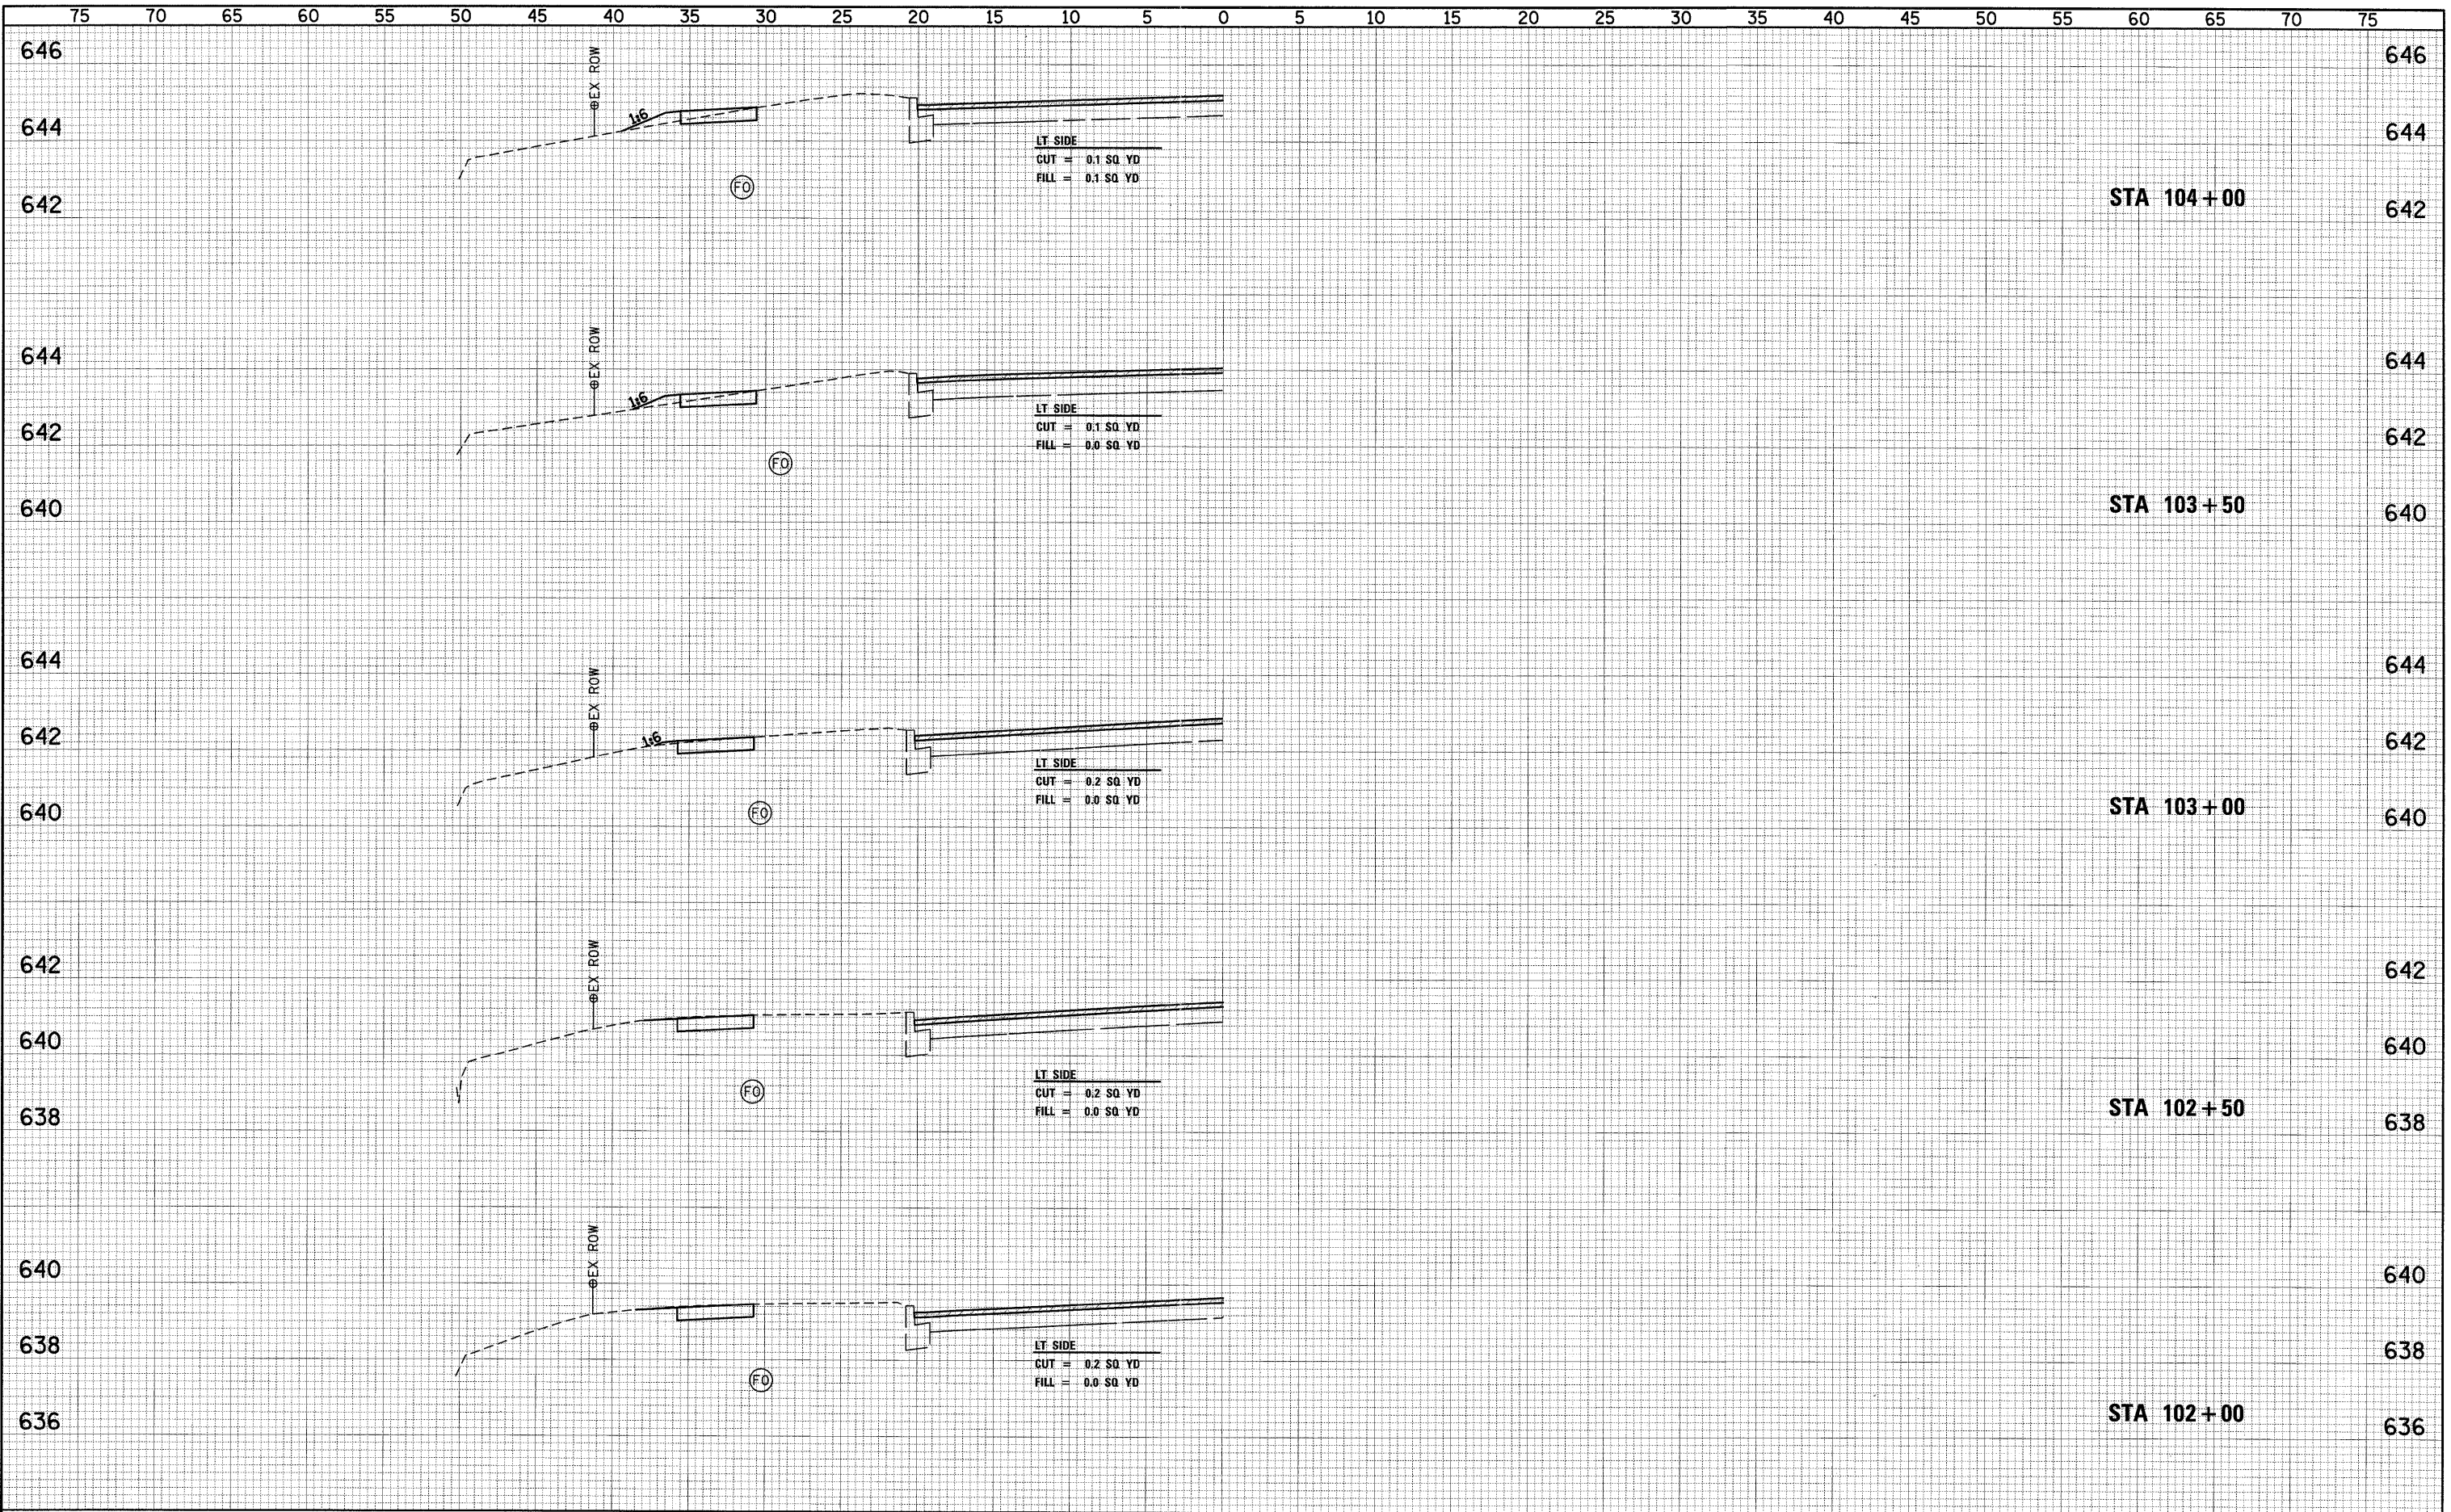 75 70 65 60 55 50 45 40 35 30 25 20 15 10 5 0 5 10 15 20 25 30 35 40 45 50 55 60 65 70 75
646 646
EX ROW
1:6
644 644
LT SIDE
CUT = 0.1 SQ YD
FILL = 0.1 SQ YD
FO
STA 104+00
642 642
EX ROW
644 644
1:6
LT SIDE
CUT = 0.1 SQ YD
FILL = 0.0 SQ YD
642 642
FO
STA 103+50
640 640
644 644
EX ROW
1:6
642 642
LT SIDE
CUT = 0.2 SQ YD
FILL = 0.0 SQ YD
FO
STA 103+00
640 640
642 642
EX ROW
640 640
LT SIDE
CUT = 0.2 SQ YD
FILL = 0.0 SQ YD
FO
STA 102+50
638 638
EX ROW
640 640
638 638
LT SIDE
CUT = 0.2 SQ YD
FILL = 0.0 SQ YD
FO
STA 102+00
636 636